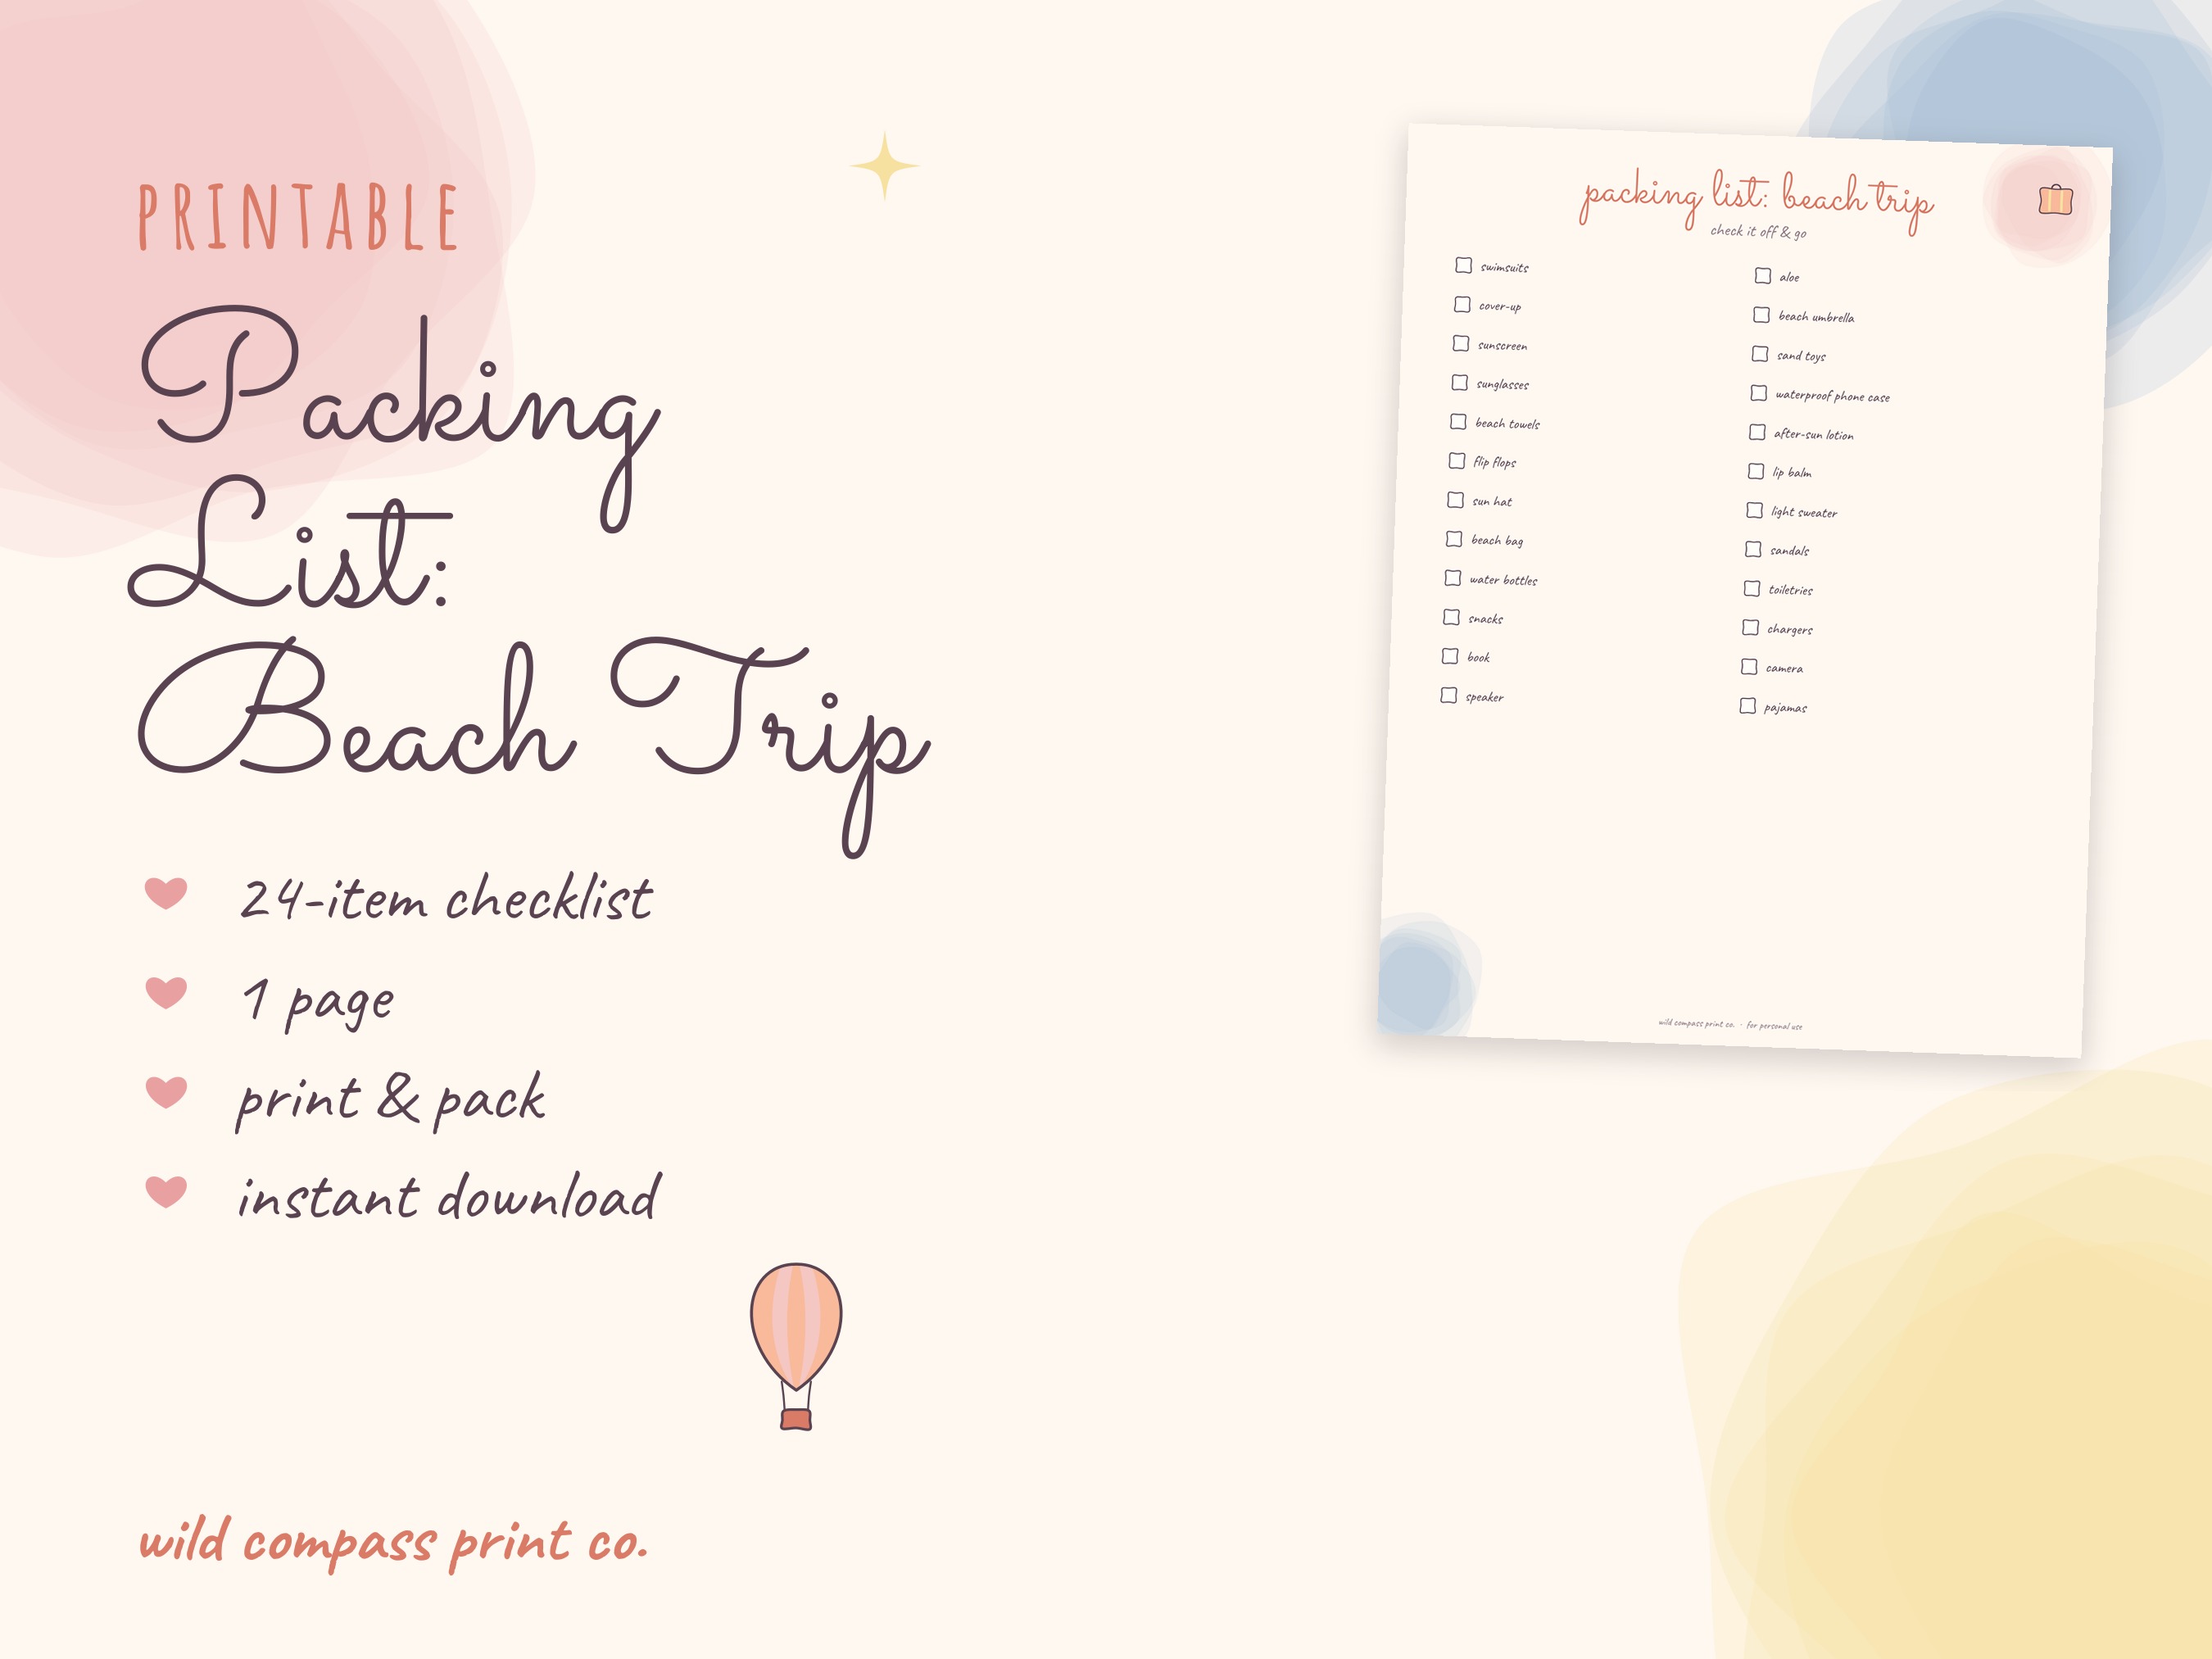 PRINTABLE
Packing
List:
Beach Trip
24-item checklist
1 page
print & pack
instant download
wild compass print co.
packing list: beach trip
check it off & go
swimsuits
cover-up
sunscreen
sunglasses
beach towels
flip flops
sun hat
beach bag
water bottles
snacks
book
speaker
aloe
beach umbrella
sand toys
waterproof phone case
after-sun lotion
lip balm
light sweater
sandals
toiletries
chargers
camera
pajamas
wild compass print co. · for personal use